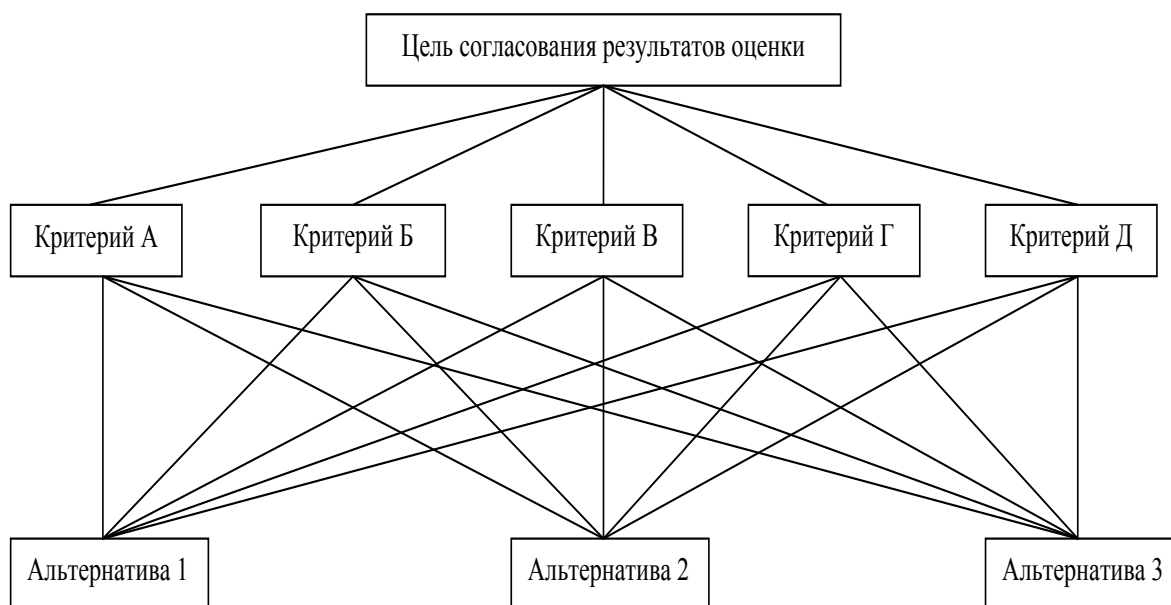 Цель согласования результатов оценки
Критерий А
Критерий Б
Критерий В
Критерий Г
Критерий Д
Альтернатива 1
Альтернатива 2
Альтернатива 3